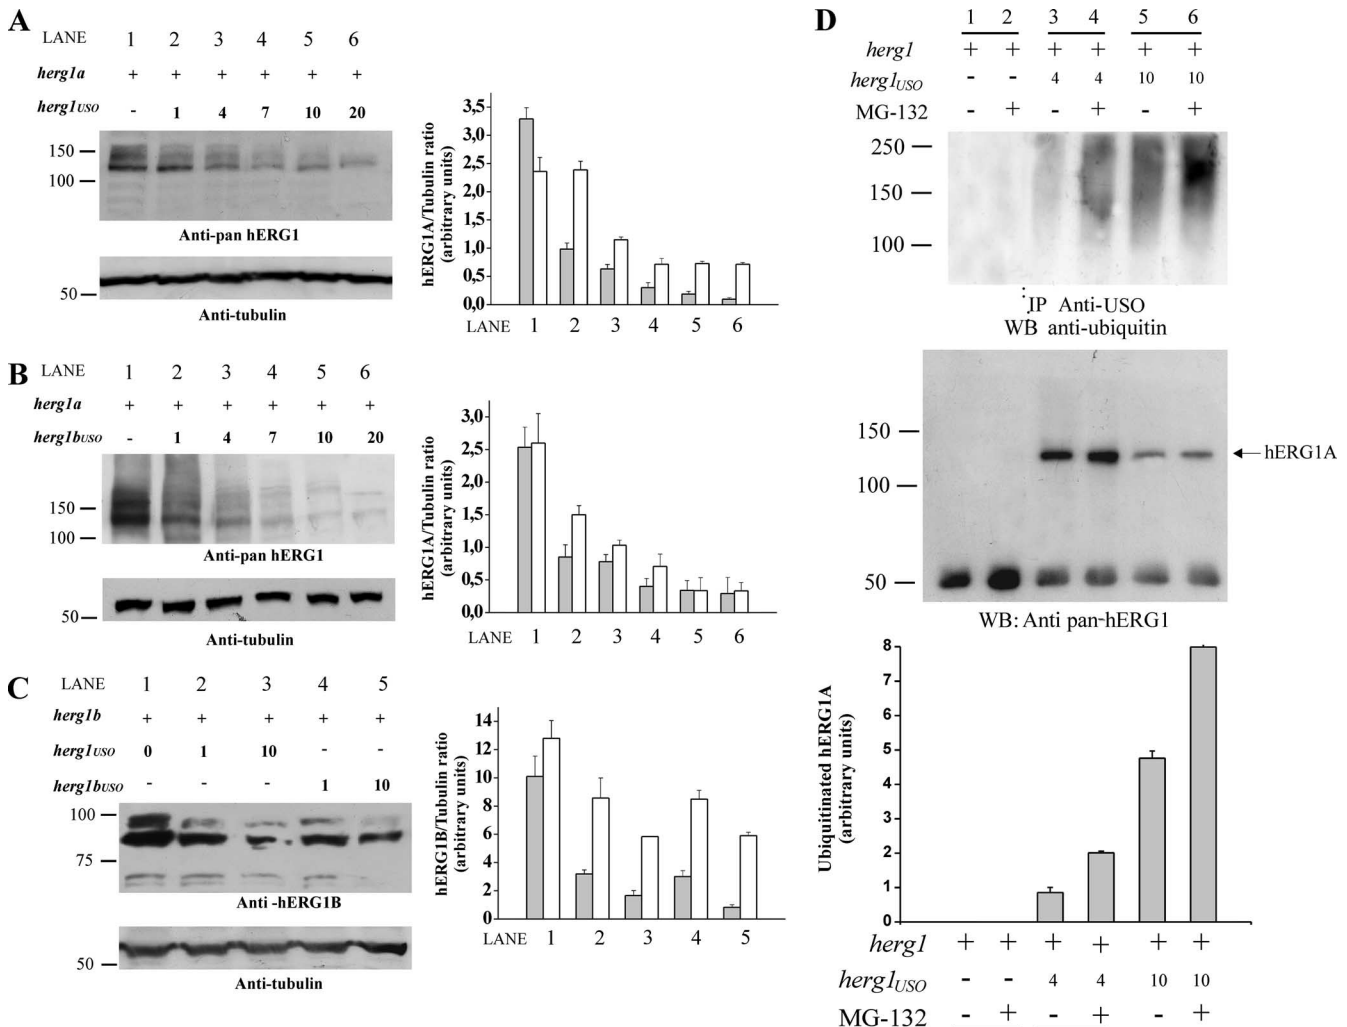 A
LANE 1 2 3 4 5 6
herg1a + + + + + +
herg1USO - 1 4 7 10 20
150
100
Anti-pan hERG1
50
Anti-tubulin
hERG1A/Tubulin ratio
(arbitrary units)
3,5
3,0
2,5
2,0
1,5
1,0
0,5
0,0
LANE 1 2 3 4 5 6
B
LANE 1 2 3 4 5 6
herg1a + + + + + +
herg1bUSO - 1 4 7 10 20
150
100
Anti-pan hERG1
50
Anti-tubulin
hERG1A/Tubulin ratio
(arbitrary units)
3,0
2,5
2,0
1,5
1,0
0,5
0,0
LANE 1 2 3 4 5 6
C
LANE 1 2 3 4 5
herg1b + + + + +
herg1USO 0 1 10 - -
herg1bUSO - - - 1 10
100
75
Anti -hERG1B
50
Anti-tubulin
hERG1B/Tubulin ratio
(arbitrary units)
14
12
10
8
6
4
2
0
LANE 1 2 3 4 5
D
1 2 3 4 5 6
herg1 + + + + + +
herg1USO - - 4 4 10 10
MG-132 - + - + - +
250
150
100
IP Anti-USO
WB anti-ubiquitin
150
hERG1A
100
50
WB: Anti pan-hERG1
Ubiquitinated hERG1A
(arbitrary units)
8
7
6
5
4
3
2
1
0
herg1 + + + + + +
herg1USO - - 4 4 10 10
MG-132 - + - + - +